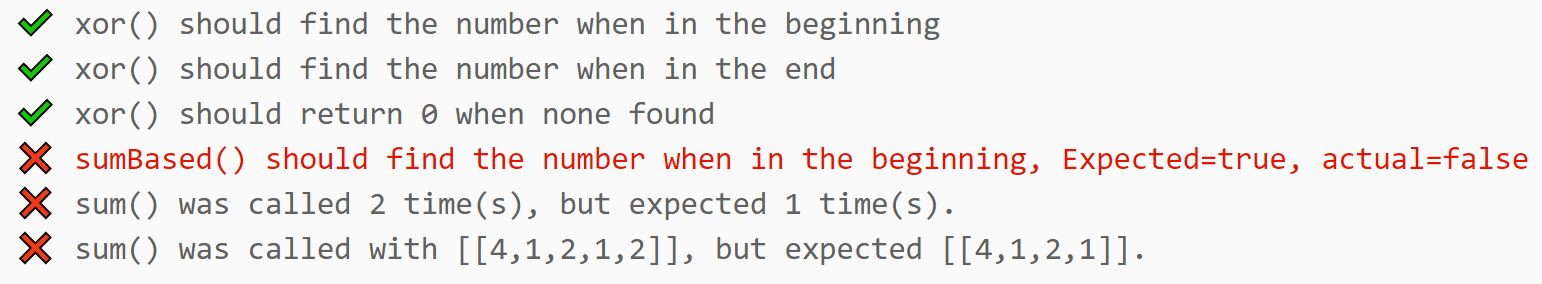 xor() should find the number when in the beginning
xor() should find the number when in the end
xor() should return 0 when none found
sumBased() should find the number when in the beginning, Expected=true, actual=false
sum() was called 2 time(s), but expected 1 time(s).
sum() was called with [[4,1,2,1,2]], but expected [[4,1,2,1]].